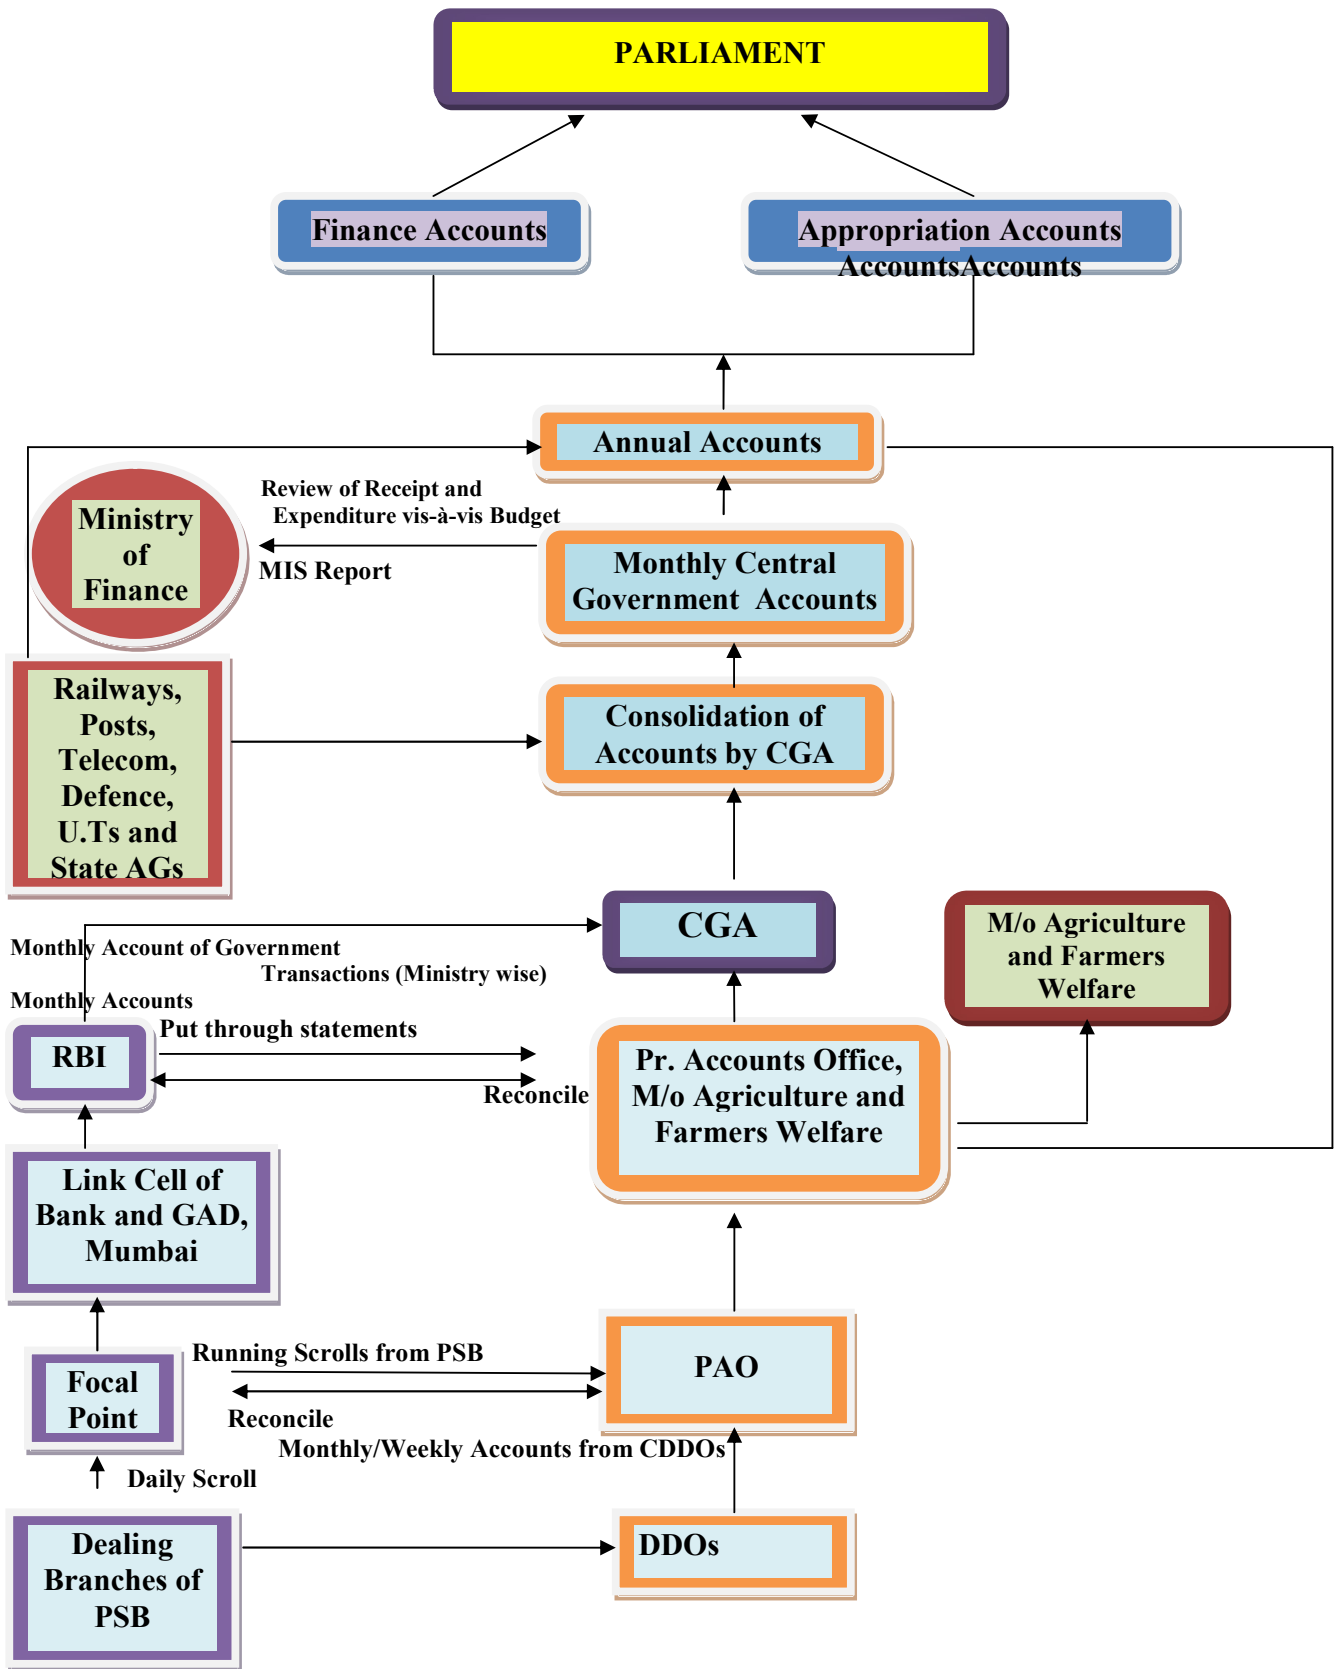 PARLIAMENT
Finance Accounts
Appropriation Accounts
AccountsAccounts
Annual Accounts
Review of Receipt and
Expenditure vis-à-vis Budget
MIS Report
Ministry
of
Finance
Monthly Central
Government Accounts
Railways,
Posts,
Telecom,
Defence,
U.Ts and
State AGs
Consolidation of
Accounts by CGA
CGA
M/o Agriculture
and Farmers
Welfare
Monthly Account of Government
Transactions (Ministry wise)
Monthly Accounts
Put through statements
RBI
Reconcile
Pr. Accounts Office,
M/o Agriculture and
Farmers Welfare
Link Cell of
Bank and GAD,
Mumbai
Running Scrolls from PSB
PAO
Focal
Point
Reconcile
Monthly/Weekly Accounts from CDDOs
Daily Scroll
Dealing
Branches of
PSB
DDOs